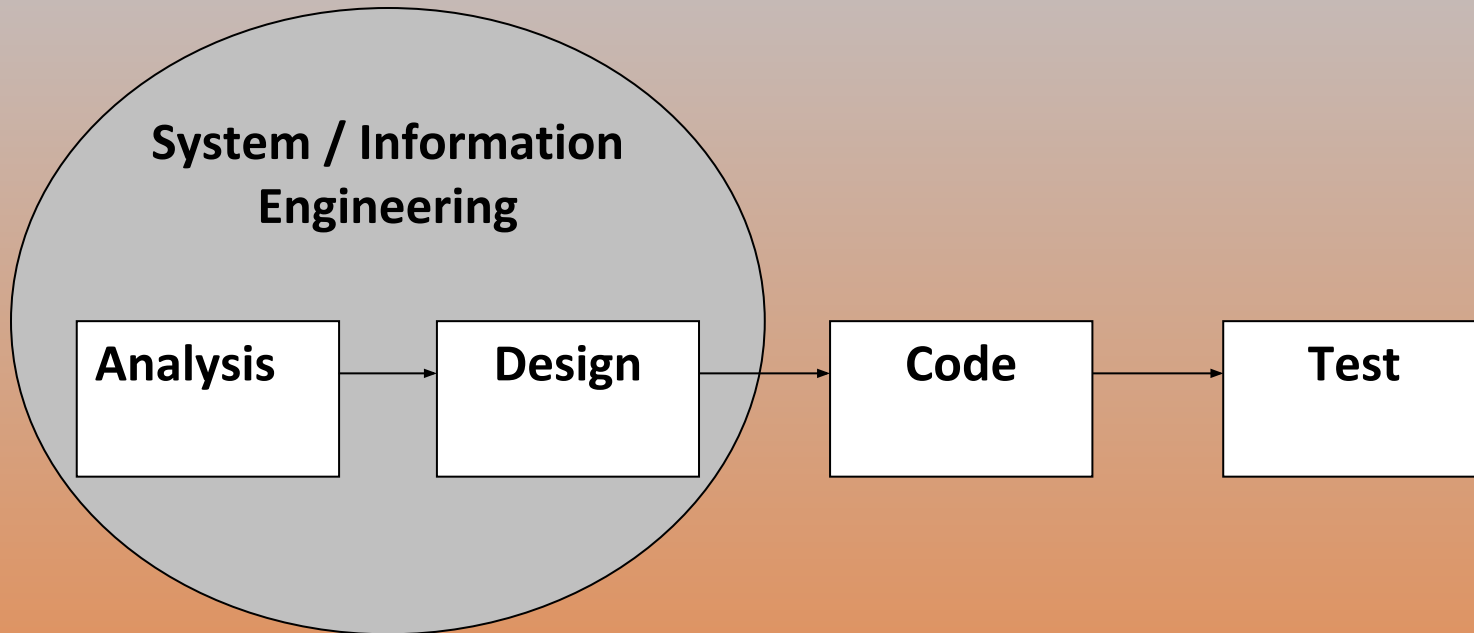 System / Information
Engineering
Analysis
Design
Code
Test